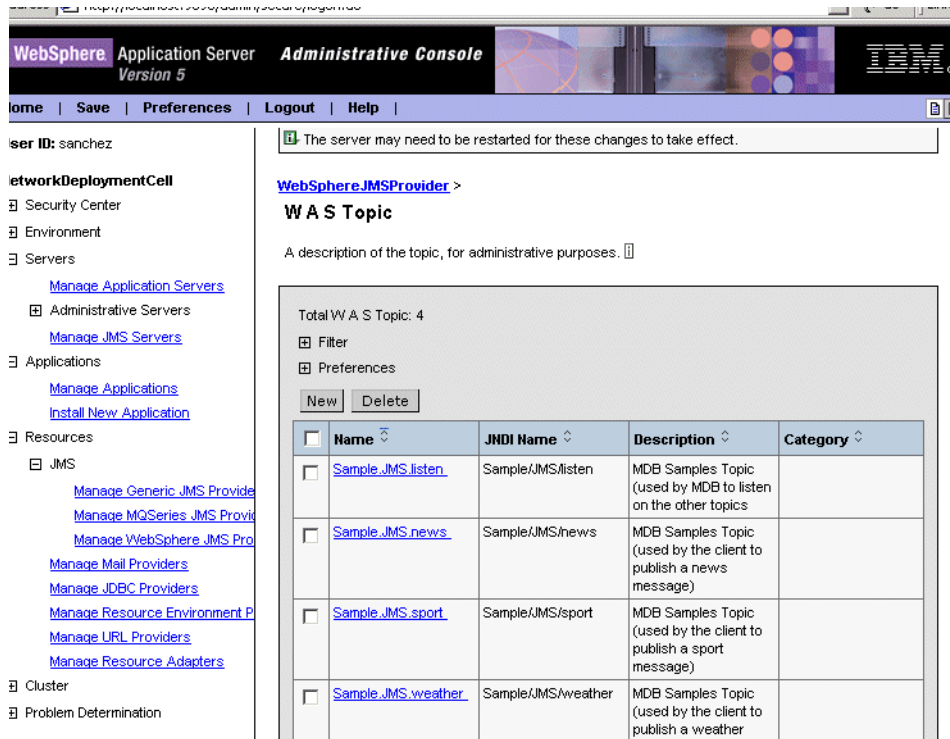 WebSphere Application Server Administrative Console
Version 5
IBM.
Home | Save | Preferences | Logout | Help |
User ID: sanchez
NetworkDeploymentCell
Security Center
Environment
Servers
Manage Application Servers
Administrative Servers
Manage JMS Servers
Applications
Manage Applications
Install New Application
Resources
JMS
Manage Generic JMS Provide
Manage MQSeries JMS Provid
Manage WebSphere JMS Pro
Manage Mail Providers
Manage JDBC Providers
Manage Resource Environment P
Manage URL Providers
Manage Resource Adapters
Cluster
Problem Determination
The server may need to be restarted for these changes to take effect.
WebSphereJMSProvider >
W A S Topic
A description of the topic, for administrative purposes.
Total W A S Topic: 4
Filter
Preferences
New Delete
Name JNDI Name Description Category
Sample.JMS.listen Sample/JMS/listen MDB Samples Topic
(used by MDB to listen
on the other topics
Sample.JMS.news Sample/JMS/news MDB Samples Topic
(used by the client to
publish a news
message)
Sample.JMS.sport Sample/JMS/sport MDB Samples Topic
(used by the client to
publish a sport
message)
Sample.JMS.weather Sample/JMS/weather MDB Samples Topic
(used by the client to
publish a weather